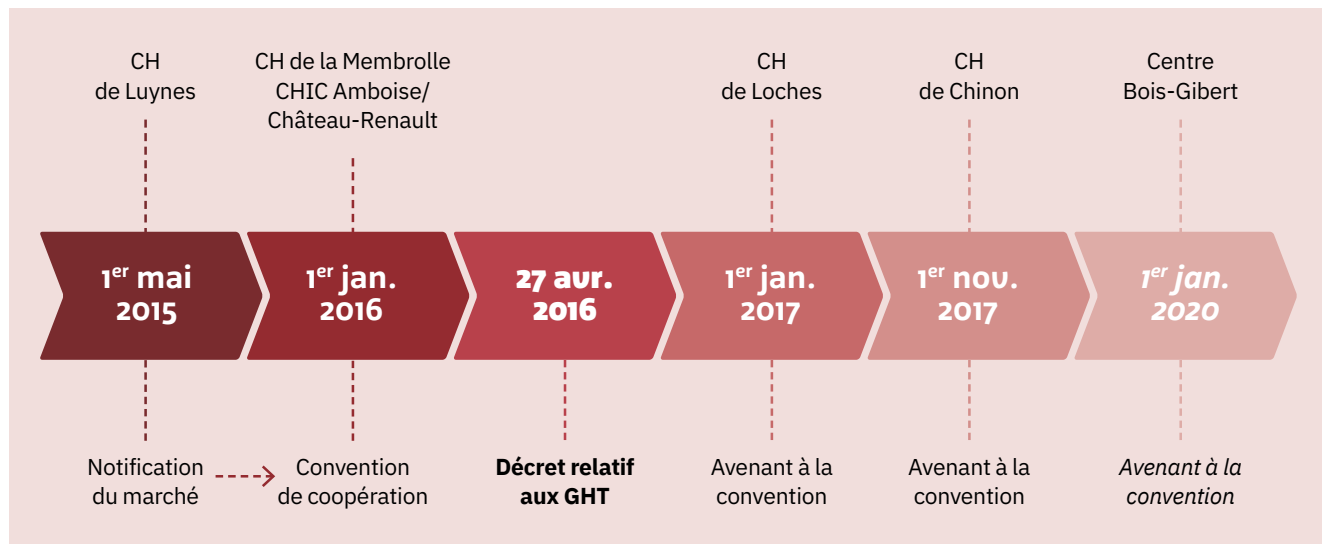 CH
de Luynes
CH de la Membrolle
CHIC Amboise/
Château-Renault
CH
de Loches
CH
de Chinon
Centre
Bois-Gibert
1er mai
2015
1er jan.
2016
27 avr.
2016
1er jan.
2017
1er nov.
2017
1er jan.
2020
Notification
du marché
Convention
de coopération
Décret relatif
aux GHT
Avenant à la
convention
Avenant à la
convention
Avenant à la
convention